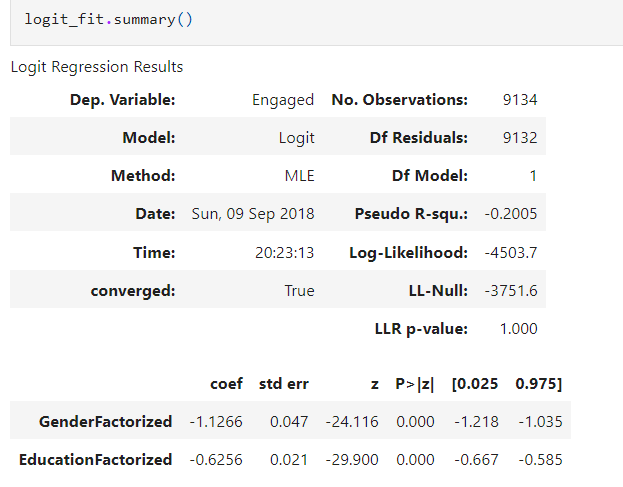 logit_fit.summary()
Logit Regression Results
Dep. Variable: Engaged No. Observations: 9134
Model: Logit Df Residuals: 9132
Method: MLE Df Model: 1
Date: Sun, 09 Sep 2018 Pseudo R-squ.: -0.2005
Time: 20:23:13 Log-Likelihood: -4503.7
converged: True LL-Null: -3751.6
LLR p-value: 1.000
coef std err z P>|z| [0.025 0.975]
GenderFactorized -1.1266 0.047 -24.116 0.000 -1.218 -1.035
EducationFactorized -0.6256 0.021 -29.900 0.000 -0.667 -0.585